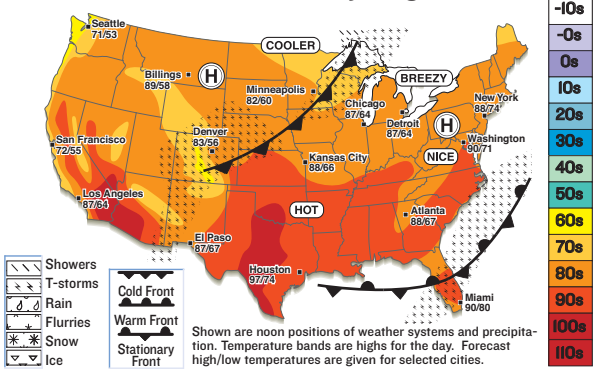 Seattle
71/53
COOLER
Billings
89/58
H
Minneapolis
82/60
BREEZY
Chicago
87/64
Detroit
87/64
New York
88/74
H
Washington
90/71
San Francisco
72/55
Denver
83/56
Kansas City
88/66
NICE
Los Angeles
87/64
HOT
Atlanta
88/67
El Paso
87/67
Houston
97/74
Miami
90/80
-10s
-0s
0s
10s
20s
30s
40s
50s
60s
70s
80s
90s
100s
110s
Showers
T-storms
Rain
Flurries
Snow
Ice
Cold Front
Warm Front
Stationary
Front
Shown are noon positions of weather systems and precipita-
tion. Temperature bands are highs for the day. Forecast
high/low temperatures are given for selected cities.